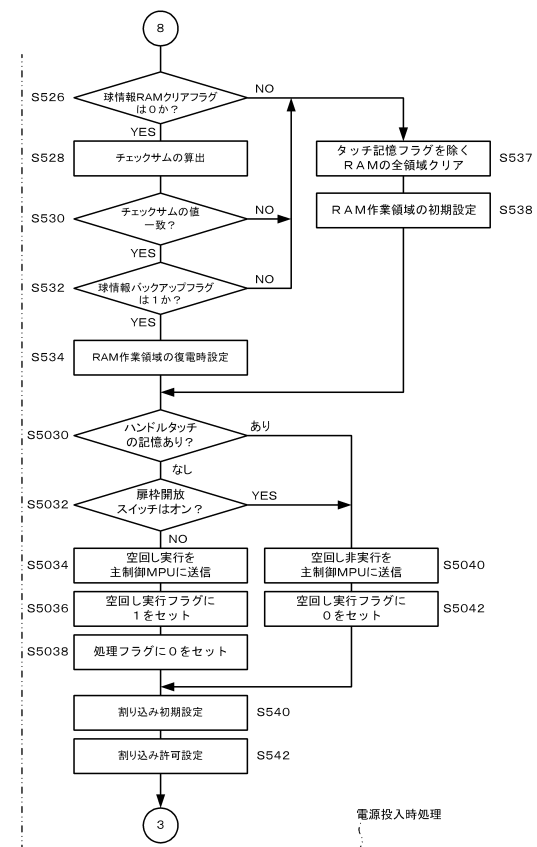 8
S526
球情報RAMクリアフラグ
は0か?
NO
YES
S528
チェックサムの算出
タッチ記憶フラグを除く
RAMの全領域クリア
S537
S530
チェックサムの値
一致?
NO
YES
RAM作業領域の初期設定
S538
S532
球情報バックアップフラグ
は1か?
NO
YES
S534
RAM作業領域の復電時設定
S5030
ハンドルタッチ
の記憶あり?
あり
なし
S5032
扉枠開放
スイッチはオン?
YES
NO
S5034
空回し実行を
主制御MPUに送信
空回し非実行を
主制御MPUに送信
S5040
S5036
空回し実行フラグに
1をセット
空回し実行フラグに
0をセット
S5042
S5038
処理フラグに0をセット
割り込み初期設定
S540
割り込み許可設定
S542
3
電源投入時処理